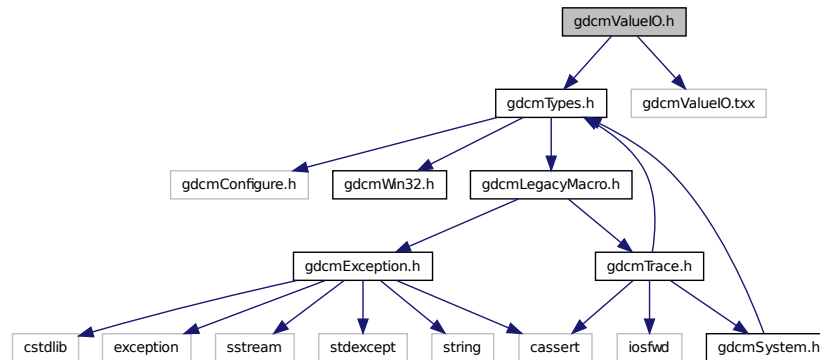 gdcmValueIO.h
gdcmTypes.h
gdcmValueIO.txx
gdcmConfigure.h
gdcmWin32.h
gdcmLegacyMacro.h
gdcmException.h
gdcmTrace.h
cstdlib
exception
sstream
stdexcept
string
cassert
iosfwd
gdcmSystem.h